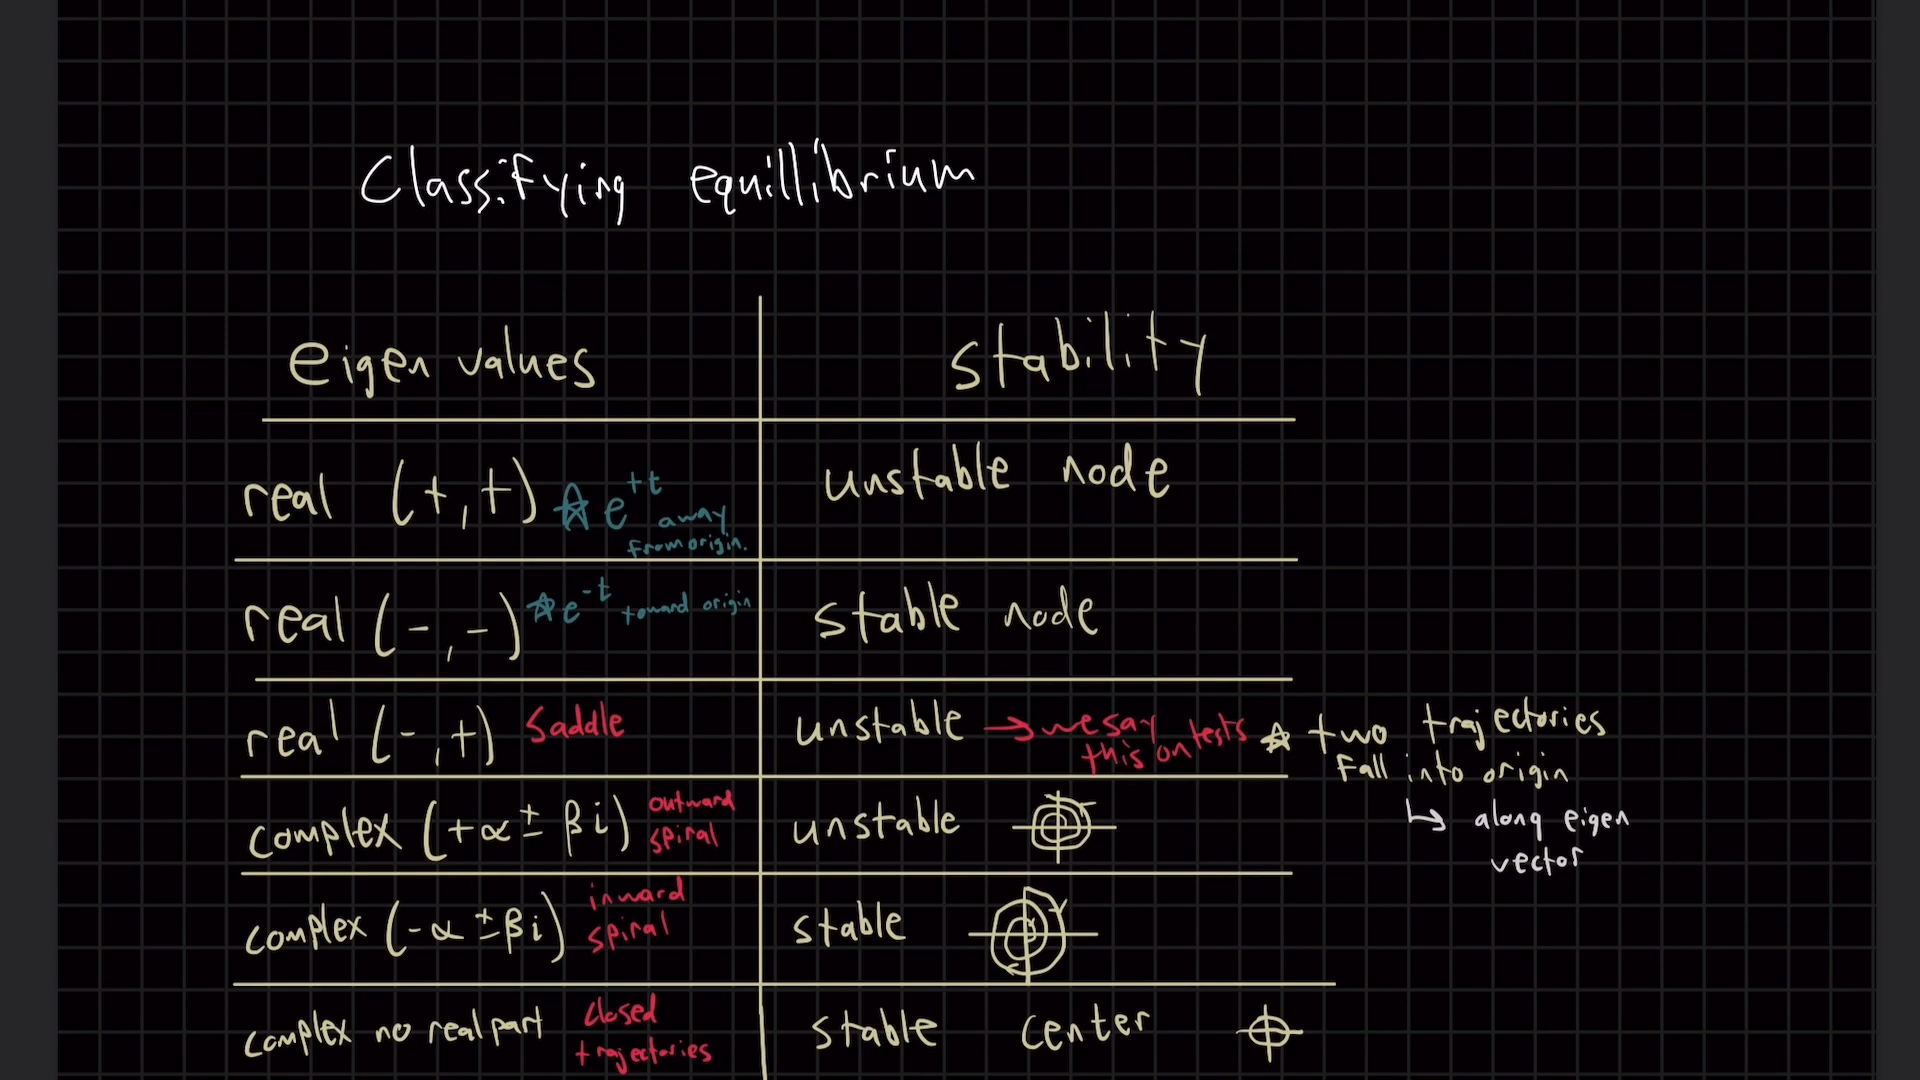 Classifying equillibrium
eigen values stability
real (+,+) ☆ e^{+t} away from origin. unstable node
real (-,-) ☆ e^{-t} toward origin stable node
real (-,+) saddle unstable → we say this on tests ☆ two trajectories
fall into origin
↳ along eigen
vector
complex (+α ± βi) outward spiral unstable
complex (-α ± βi) inward spiral stable
complex no real part closed trajectories stable center